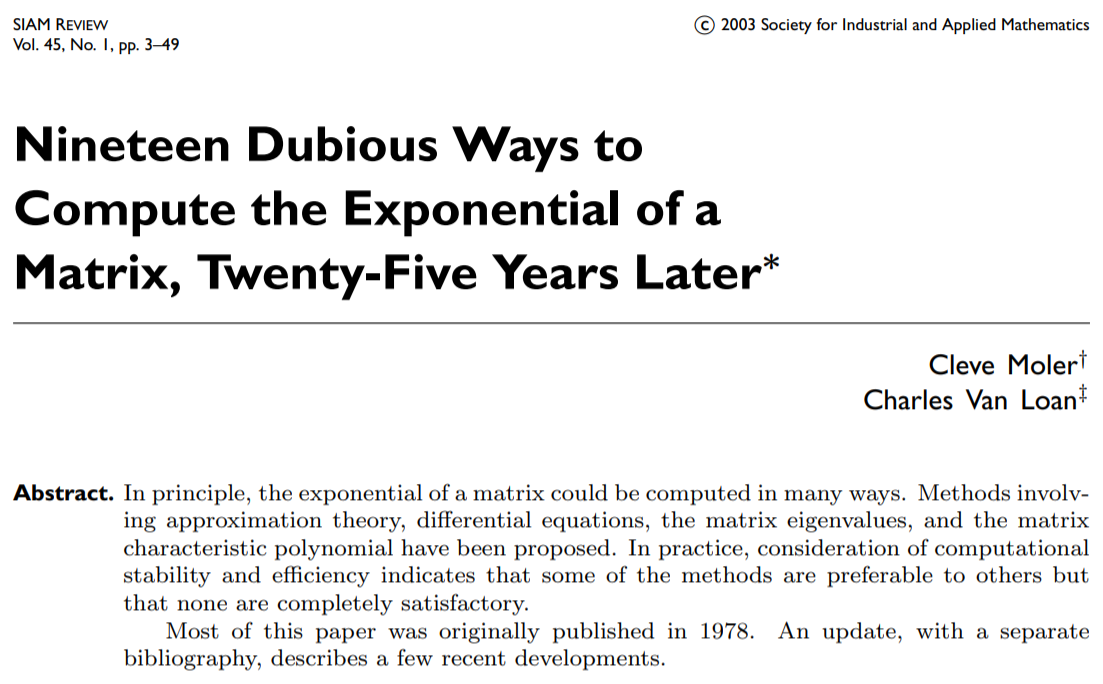 SIAM REVIEW
Vol. 45, No. 1, pp. 3–49
© 2003 Society for Industrial and Applied Mathematics
Nineteen Dubious Ways to
Compute the Exponential of a
Matrix, Twenty-Five Years Later*
Cleve Moler†
Charles Van Loan‡
Abstract. In principle, the exponential of a matrix could be computed in many ways. Methods involv-
ing approximation theory, differential equations, the matrix eigenvalues, and the matrix
characteristic polynomial have been proposed. In practice, consideration of computational
stability and efficiency indicates that some of the methods are preferable to others but
that none are completely satisfactory.
Most of this paper was originally published in 1978. An update, with a separate
bibliography, describes a few recent developments.